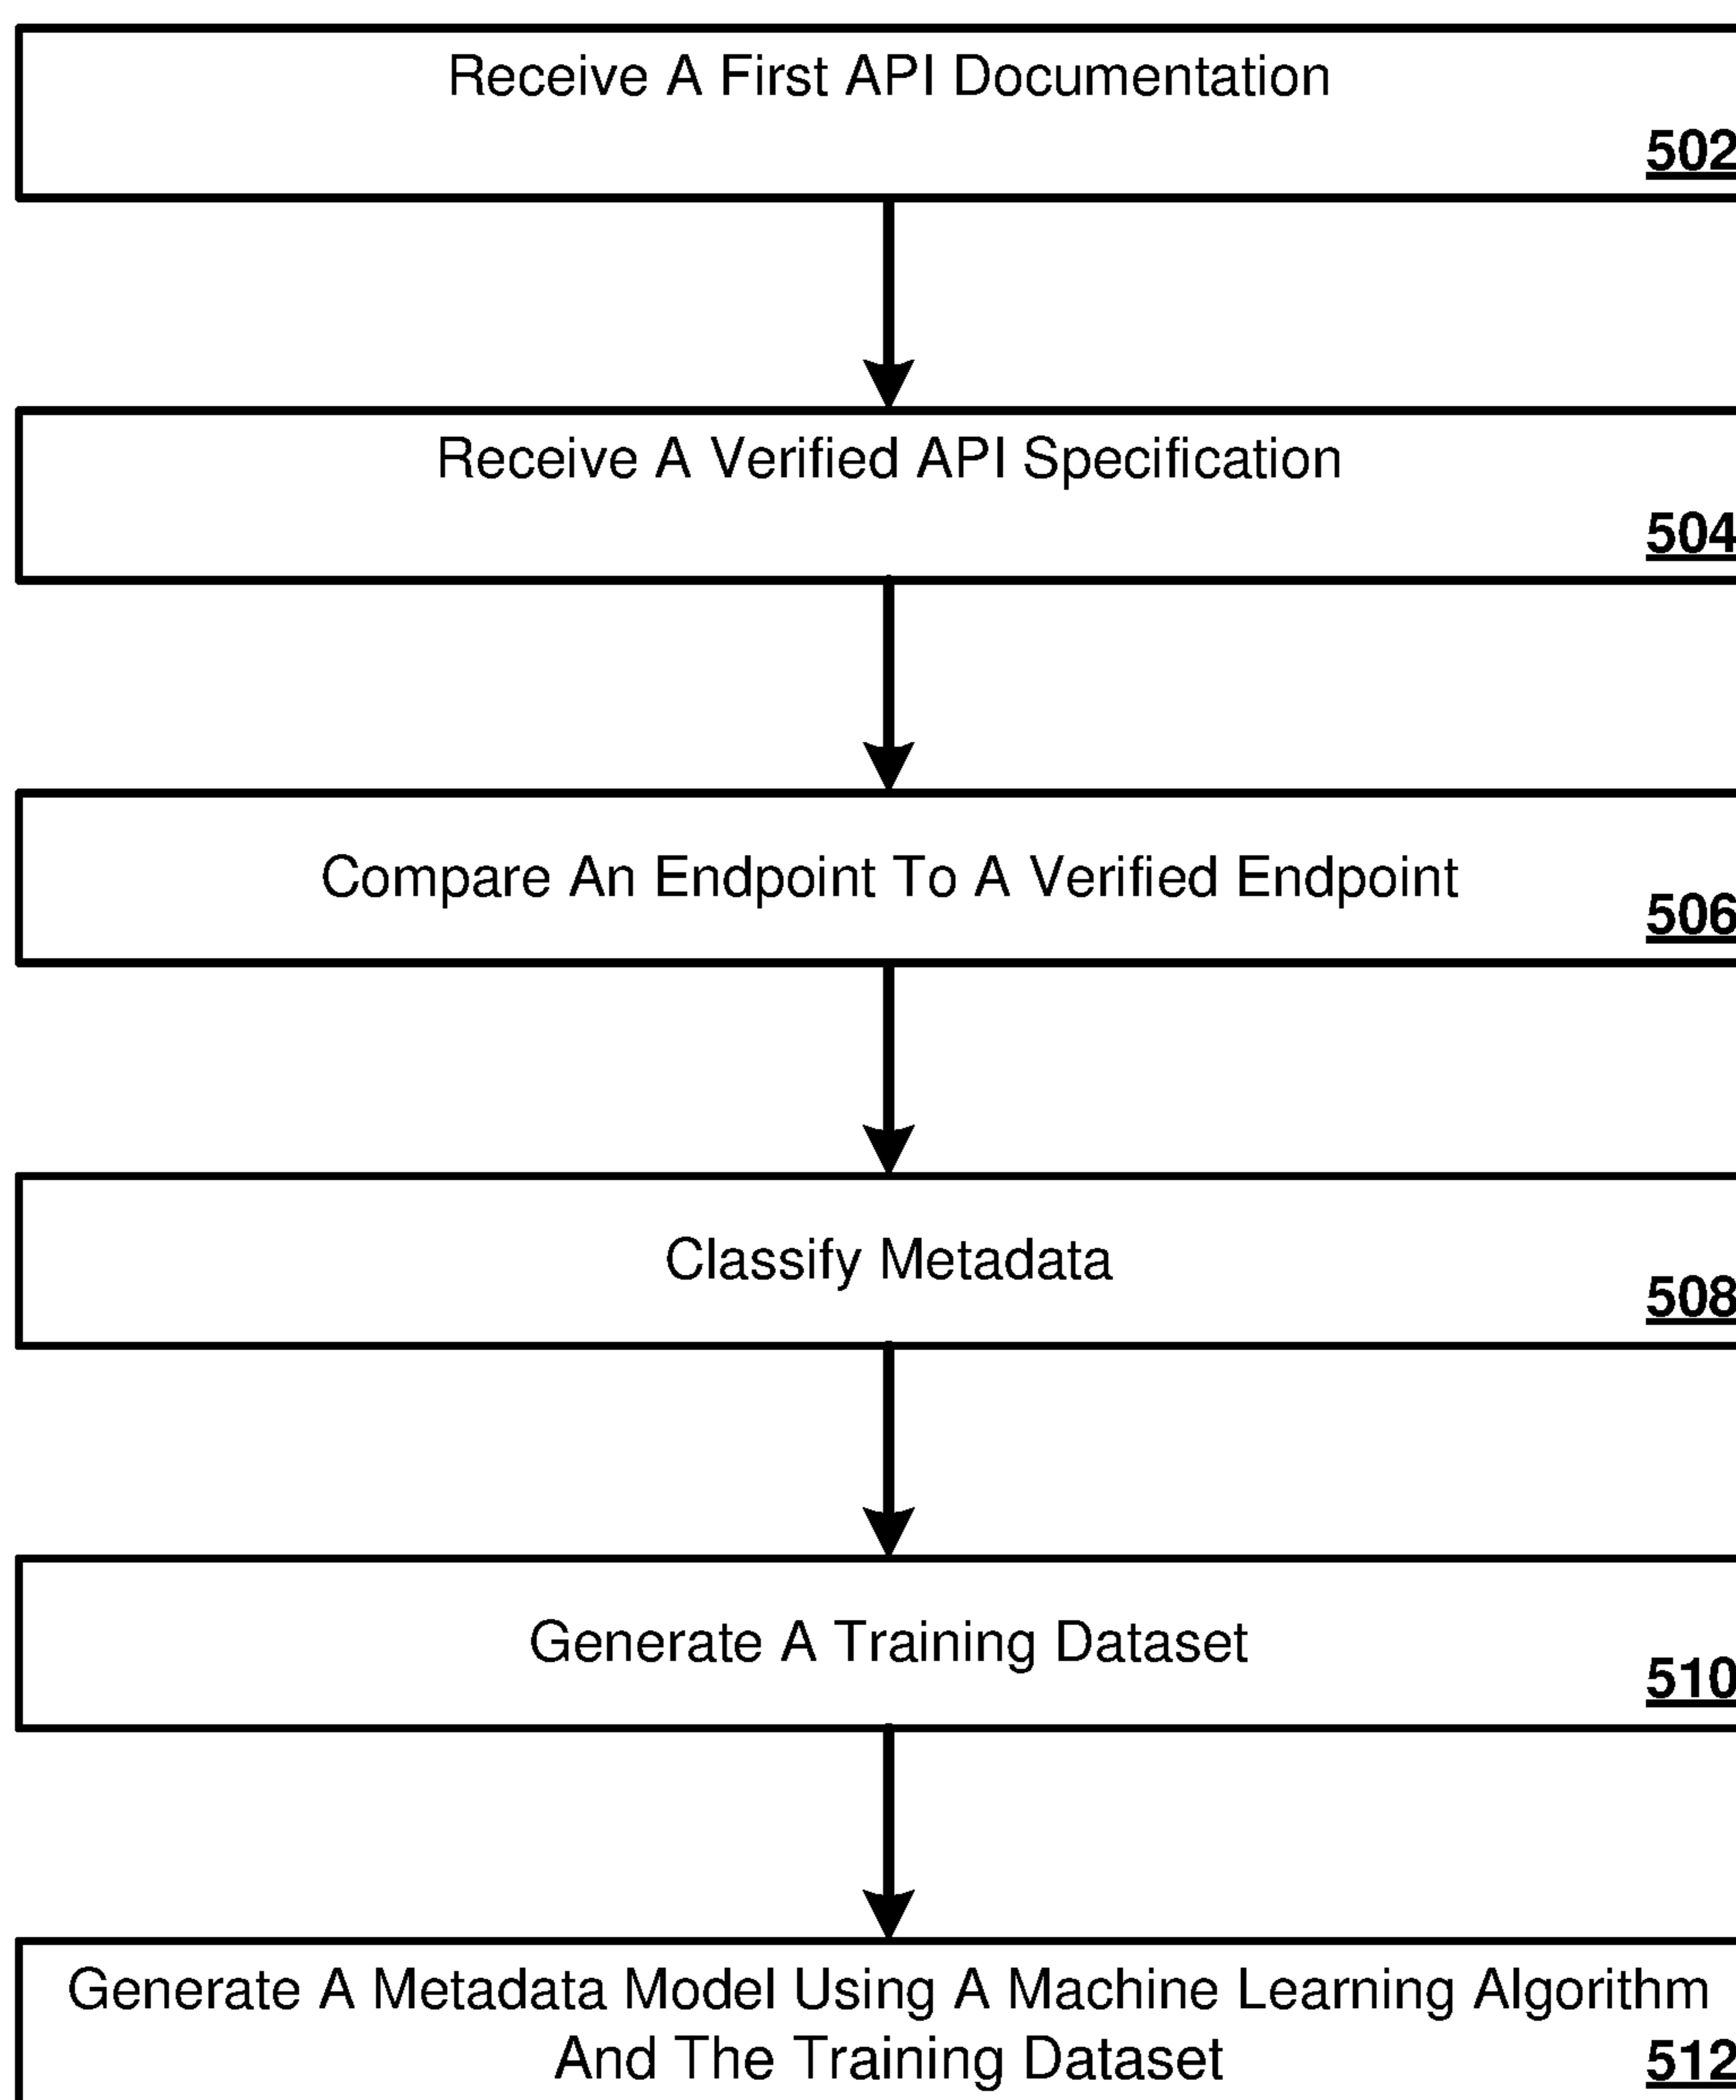 Receive A First API Documentation
502
Receive A Verified API Specification
504
Compare An Endpoint To A Verified Endpoint
506
Classify Metadata
508
Generate A Training Dataset
510
Generate A Metadata Model Using A Machine Learning Algorithm
And The Training Dataset
512